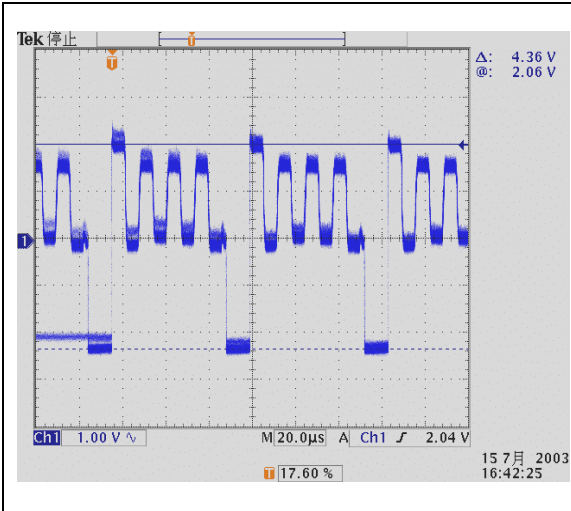 Tek 停止
T
T
Δ: 4.36 V
@: 2.06 V
1
Ch1 1.00 V ∿ M 20.0µs A Ch1 ∫ 2.04 V
T 17.60 %
15 7月 2003
16:42:25